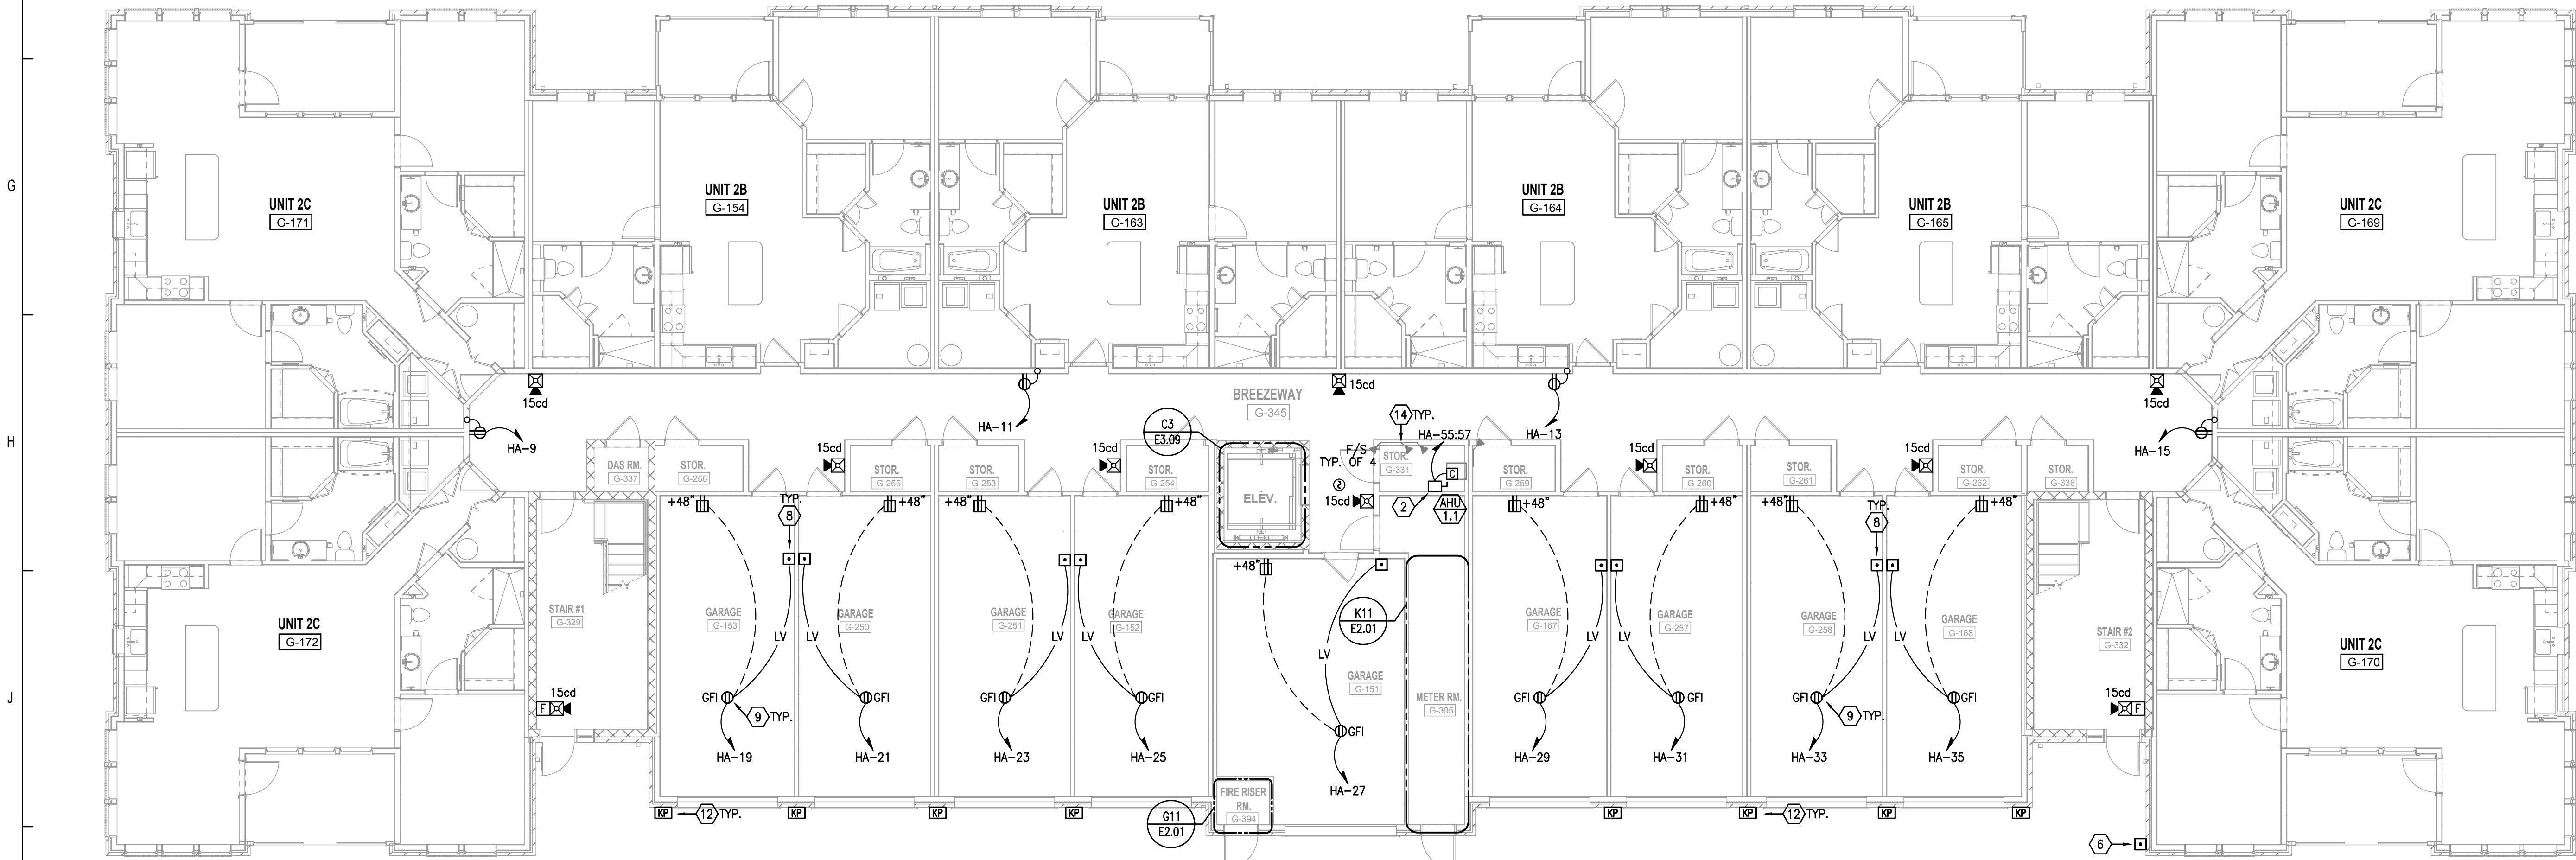 G
H
J
UNIT 2C
G-171
UNIT 2B
G-154
UNIT 2B
G-163
UNIT 2B
G-164
UNIT 2B
G-165
UNIT 2C
G-169
15cd
HA-9
HA-11
BREEZEWAY
G-345
15cd
HA-13
15cd
HA-15
C3
E3.09
14
TYP.
HA-55:57
F/S
TYP. OF 4
2
15cd
C
2
AHU
1.1
DAS RM.
G-337
STOR.
G-256
15cd
STOR.
G-255
STOR.
G-253
15cd
STOR.
G-254
ELEV.
STOR.
G-331
STOR.
G-259
15cd
STOR.
G-260
STOR.
G-261
15cd
STOR.
G-262
STOR.
G-338
+48"
TYP.
8
+48"
+48"
+48"
+48"
+48"
+48"
+48"
TYP.
8
+48"
STAIR #1
G-329
GARAGE
G-153
LV
LV
GARAGE
G-250
GARAGE
G-251
LV
LV
GARAGE
G-152
LV
K11
E2.01
GARAGE
G-151
METER RM.
G-395
GARAGE
G-167
LV
LV
GARAGE
G-257
GARAGE
G-258
LV
LV
GARAGE
G-168
STAIR #2
G-332
UNIT 2C
G-172
UNIT 2C
G-170
15cd
F
GFI
9
TYP.
GFI
GFI
GFI
GFI
GFI
GFI
GFI
9
TYP.
GFI
15cd
F
HA-19
HA-21
HA-23
HA-25
HA-27
HA-29
HA-31
HA-33
HA-35
FIRE RISER
RM.
G-394
G11
E2.01
KP
12
TYP.
KP
KP
KP
KP
KP
12
TYP.
KP
KP
6